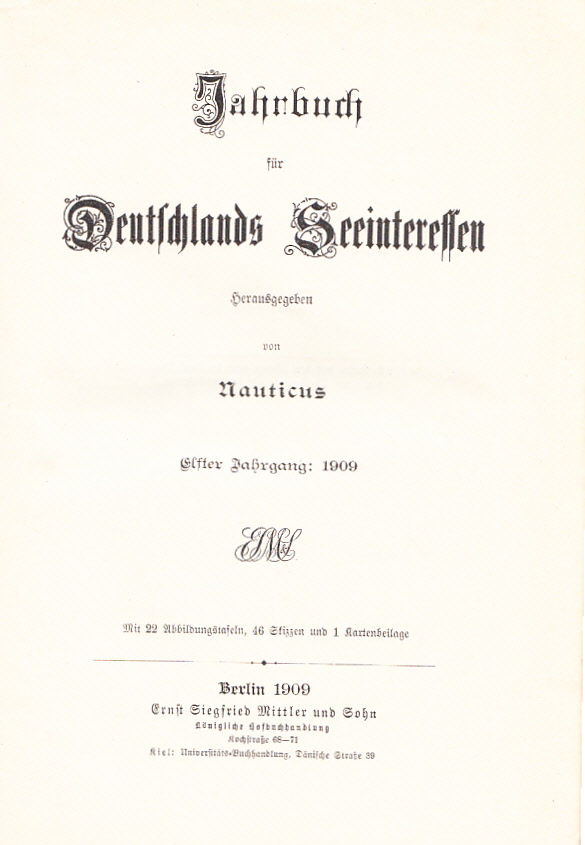 Jahrbuch
für
Deutschlands Seeinteressen
Herausgegeben
von
Nauticus
Elfter Jahrgang: 1909
ESM&S
Mit 22 Abbildungstafeln, 46 Skizzen und 1 Kartenbeilage
Berlin 1909
Ernst Siegfried Mittler und Sohn
Königliche Hofbuchhandlung
Kochstraße 68—71
Kiel: Universitäts-Buchhandlung, Dänische Straße 39